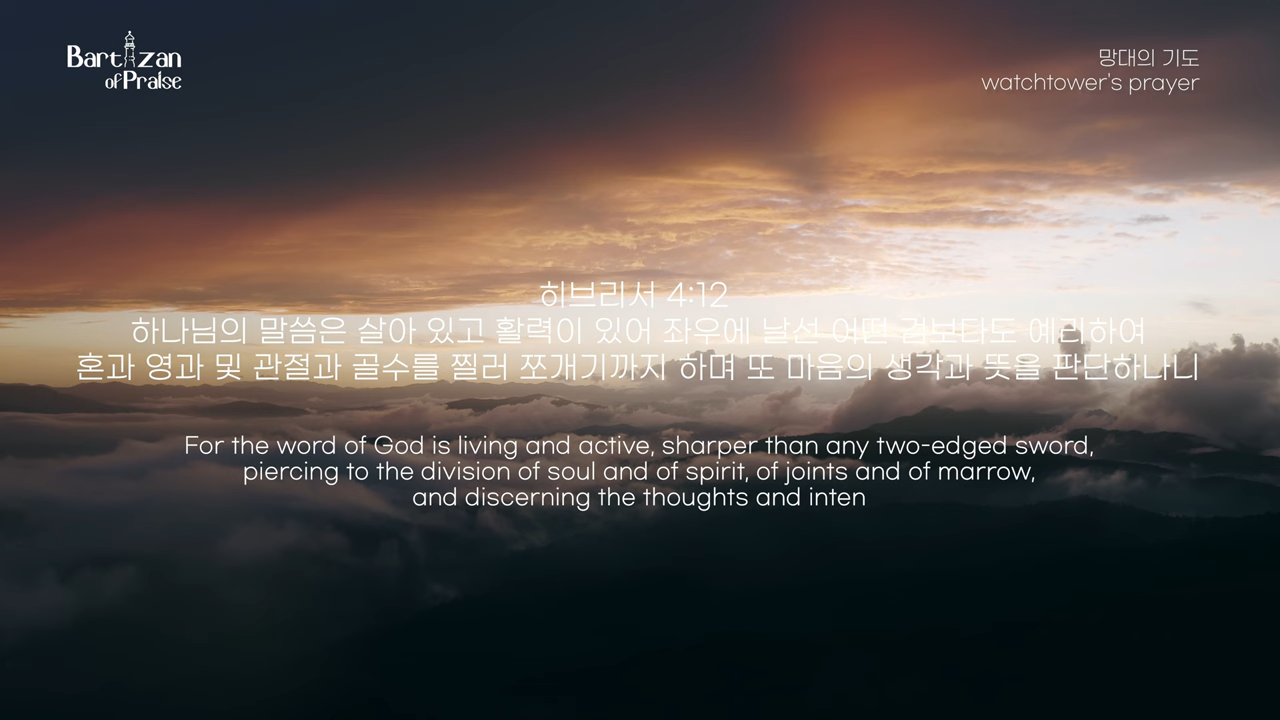 Bartizan
of Praise
망대의 기도
watchtower's prayer
히브리서 4:12
하나님의 말씀은 살아 있고 활력이 있어 좌우에 날선 어떤 검보다도 예리하여
혼과 영과 및 관절과 골수를 찔러 쪼개기까지 하며 또 마음의 생각과 뜻을 판단하나니
For the word of God is living and active, sharper than any two-edged sword,
piercing to the division of soul and of spirit, of joints and of marrow,
and discerning the thoughts and inten